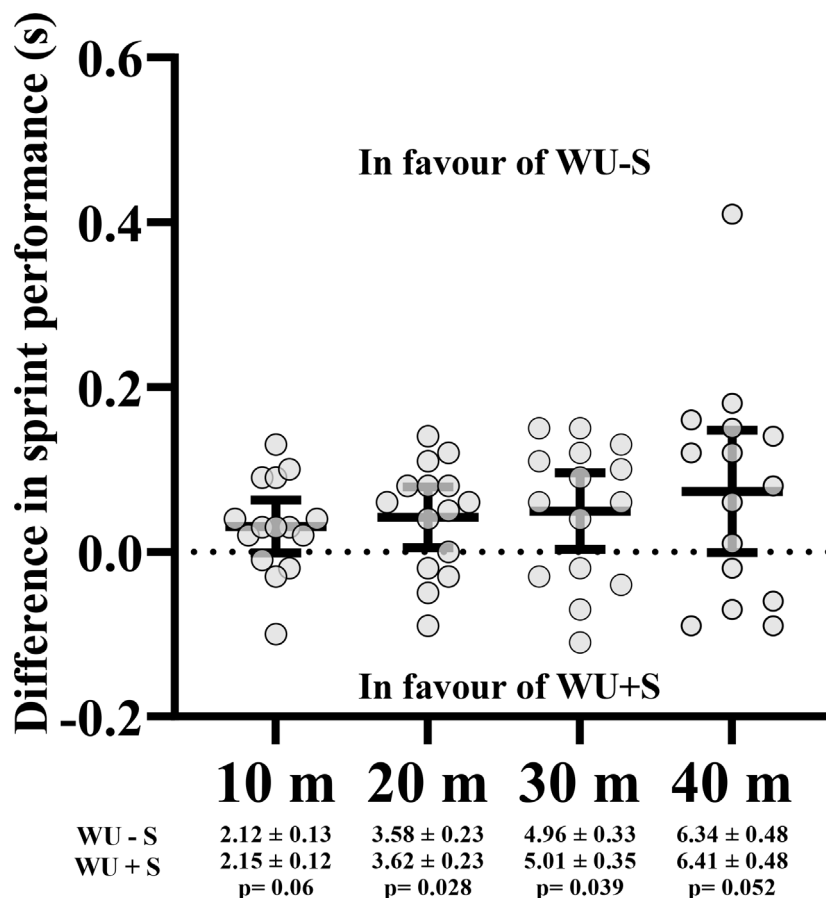 Difference in sprint performance (s)
0.6
0.4
0.2
0.0
-0.2
In favour of WU-S
In favour of WU+S
10 m 20 m 30 m 40 m
WU - S 2.12 ± 0.13 3.58 ± 0.23 4.96 ± 0.33 6.34 ± 0.48
WU + S 2.15 ± 0.12 3.62 ± 0.23 5.01 ± 0.35 6.41 ± 0.48
p= 0.06 p= 0.028 p= 0.039 p= 0.052